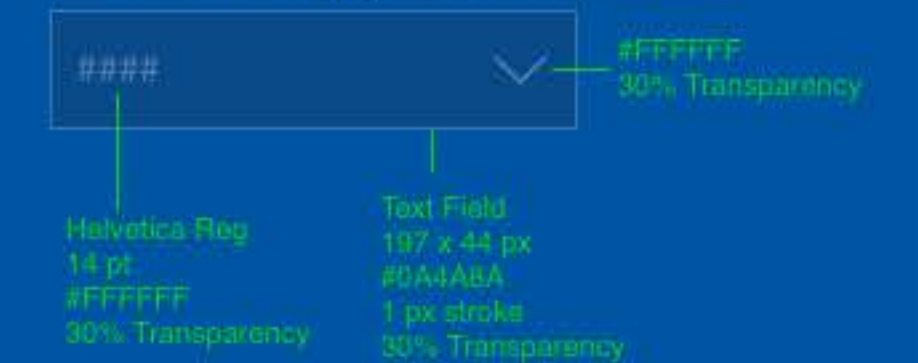 ####
#FFFFFF
30% Transparency
Helvetica Reg
14 pt
#FFFFFF
30% Transparency
Text Field
197 x 44 px
#0A4A8A
1 px stroke
30% Transparency